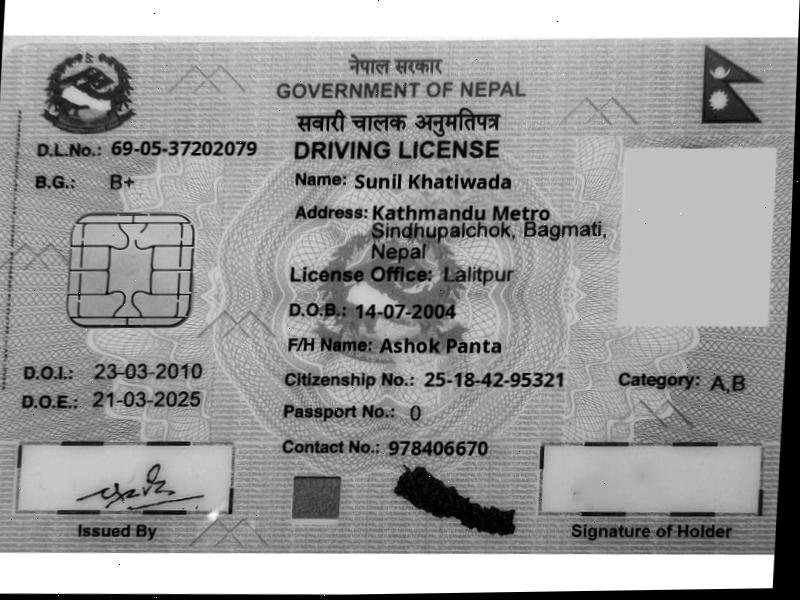 नेपाल सरकार
GOVERNMENT OF NEPAL
सवारी चालक अनुमतिपत्र
DRIVING LICENSE
D.L.No.: 69-05-37202079
B.G.: B+
Name: Sunil Khatiwada
Address: Kathmandu Metro
Sindhupalchok, Bagmati,
Nepal
License Office: Lalitpur
D.O.B.: 14-07-2004
F/H Name: Ashok Panta
D.O.I.: 23-03-2010
Citizenship No.: 25-18-42-95321
Category: A,B
D.O.E.: 21-03-2025
Passport No.: 0
Contact No.: 978406670
Issued By
Signature of Holder